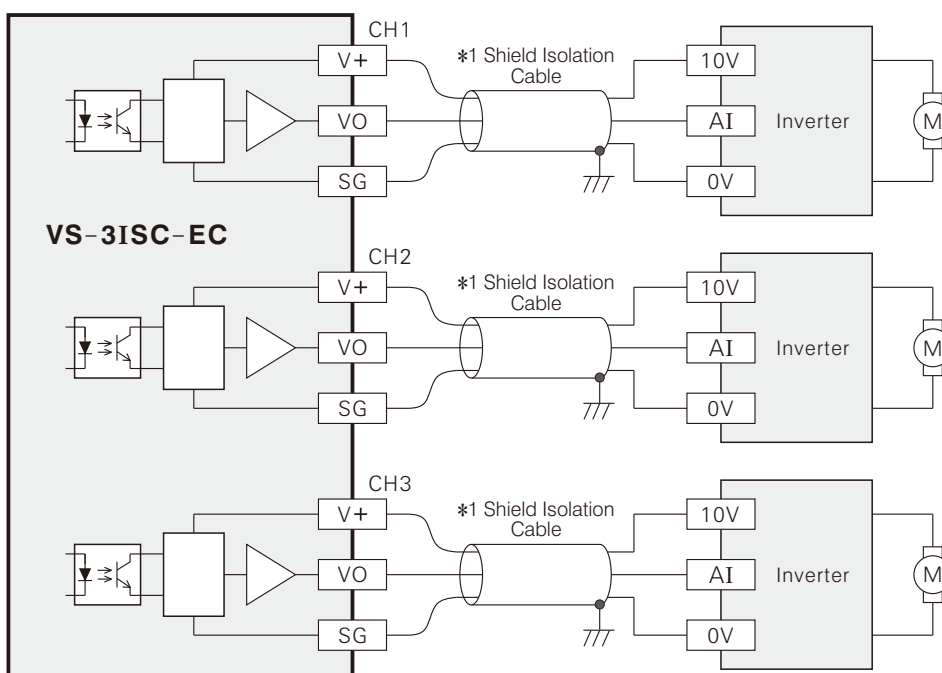 CH1
V+
VO
SG
*1 Shield Isolation
Cable
10V
AI
0V
Inverter
M
VS-3ISC-EC
CH2
V+
VO
SG
*1 Shield Isolation
Cable
10V
AI
0V
Inverter
M
CH3
V+
VO
SG
*1 Shield Isolation
Cable
10V
AI
0V
Inverter
M